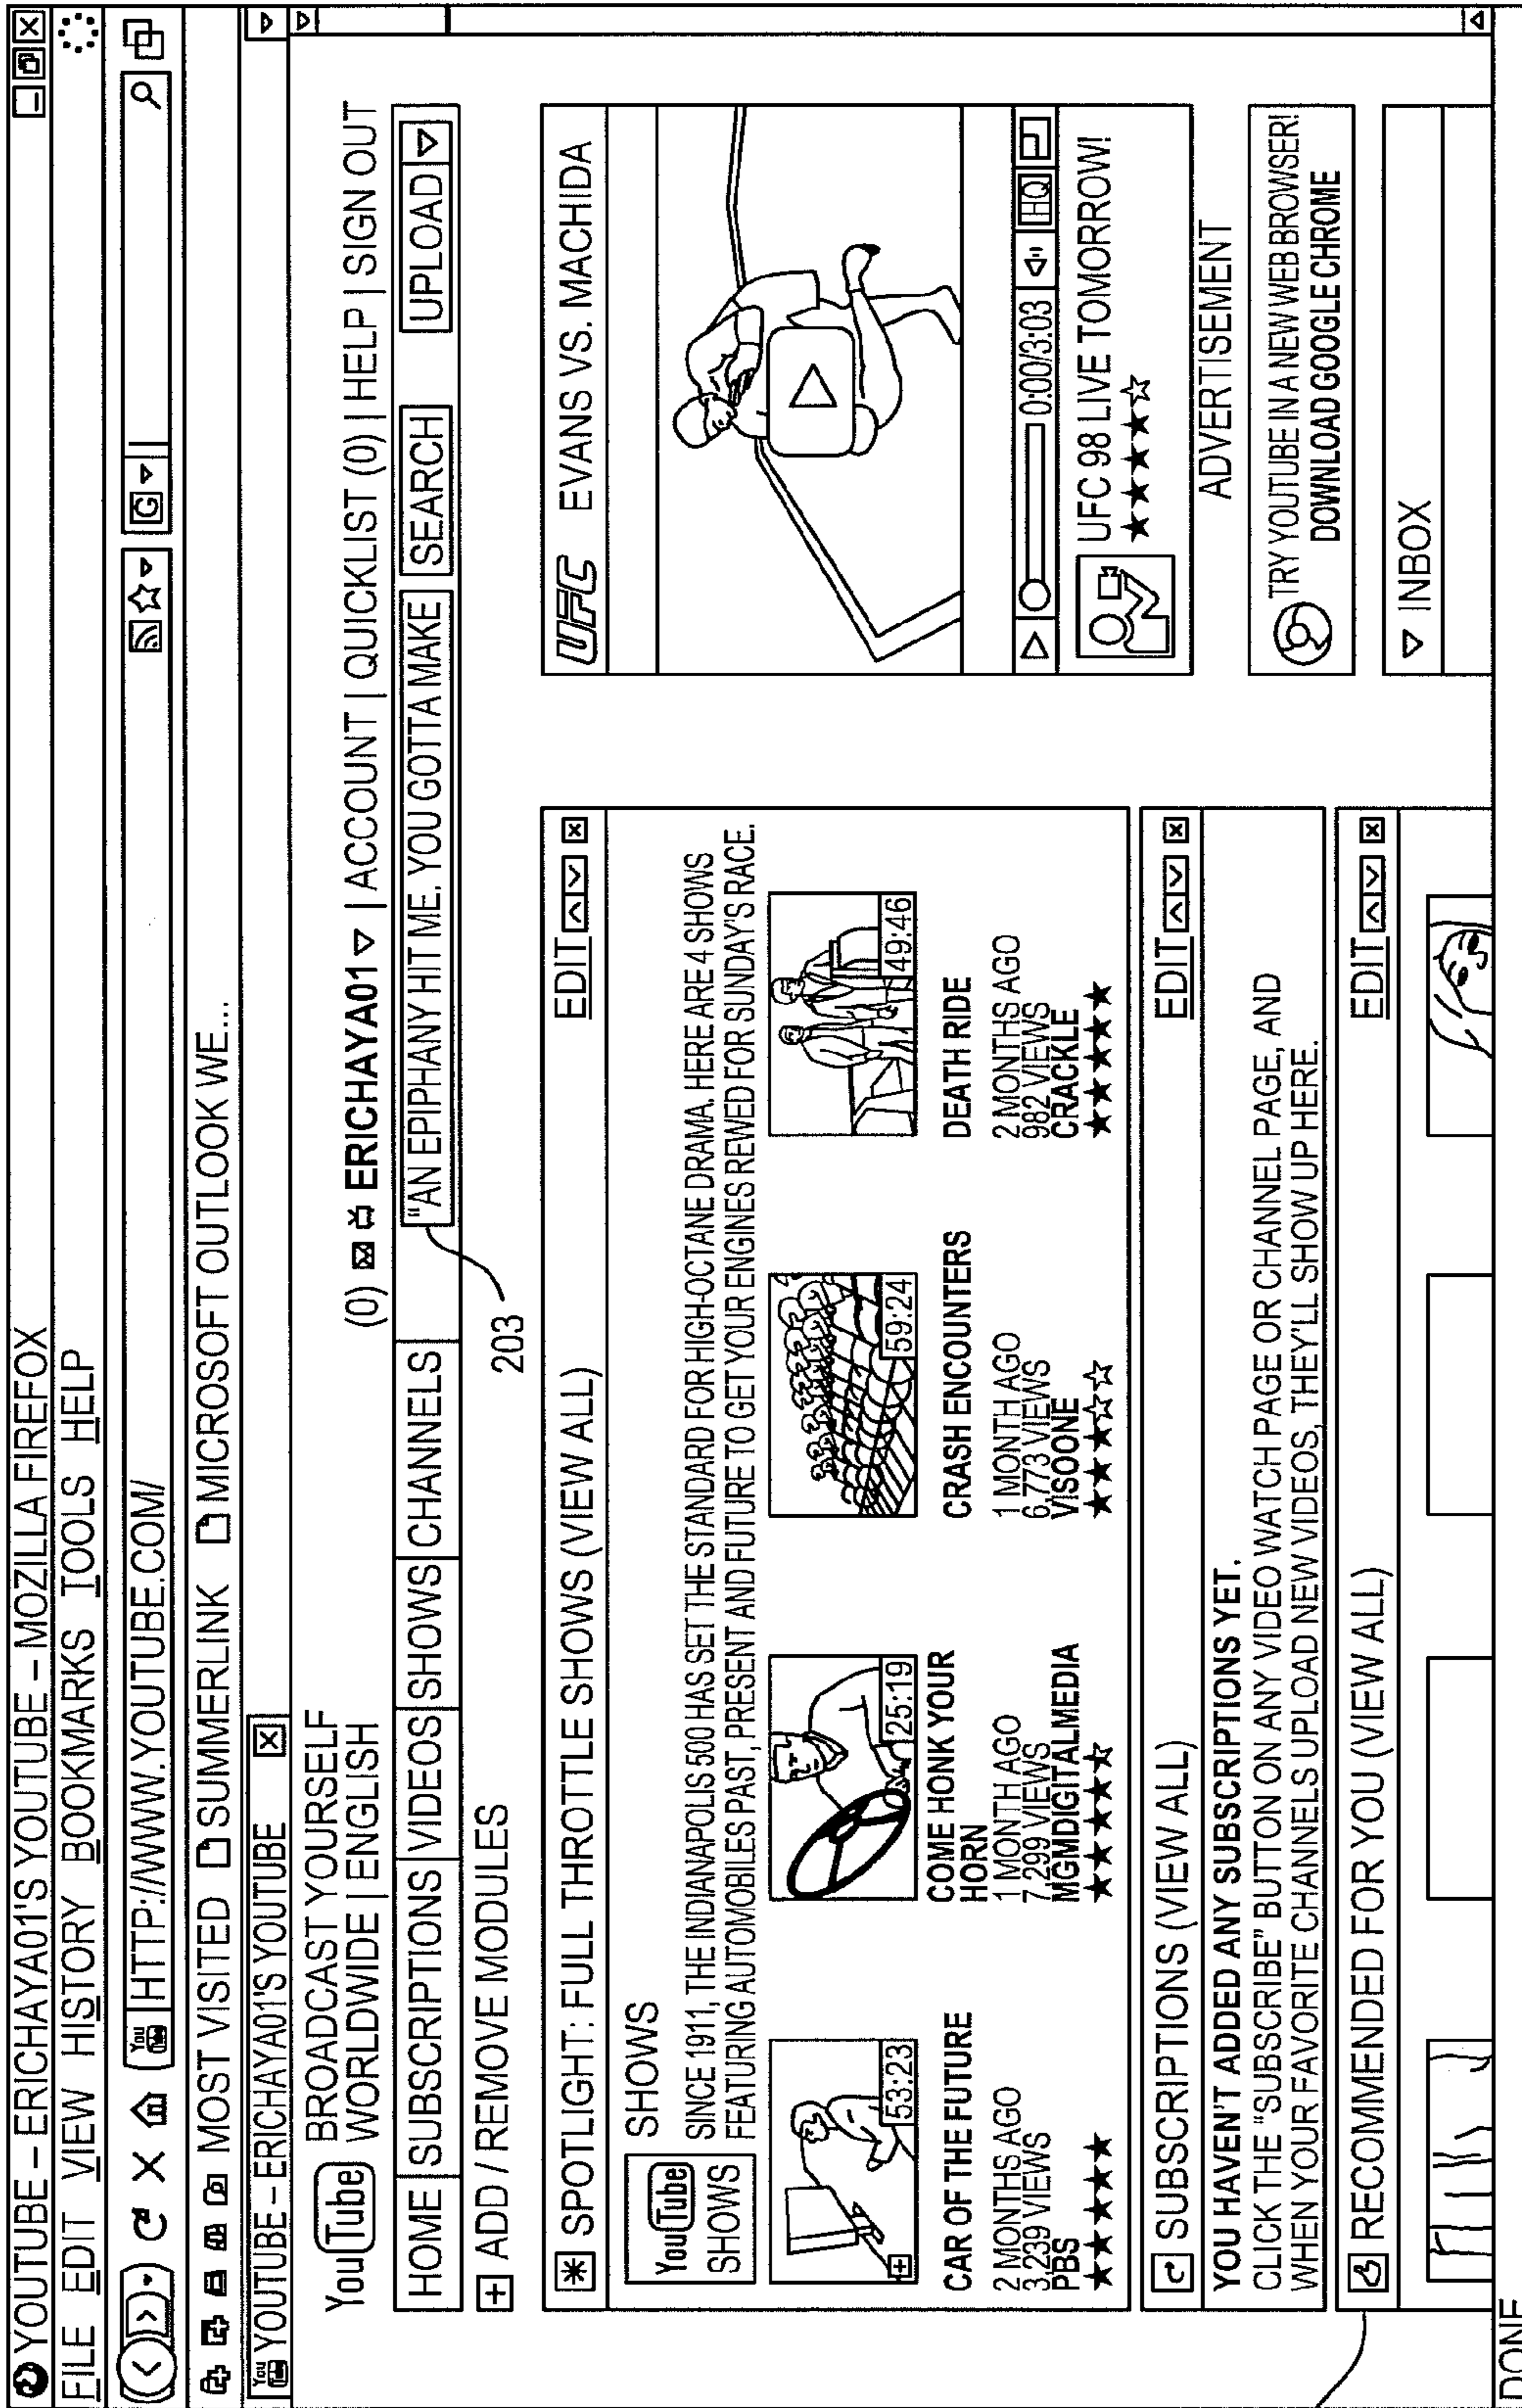 YOUTUBE – ERICHAYA01'S YOUTUBE – MOZILLA FIREFOX
FILE EDIT VIEW HISTORY BOOKMARKS TOOLS HELP
You Tube HTTP://WWW.YOUTUBE.COM/ G
MOST VISITED SUMMERLINK MICROSOFT OUTLOOK WE...
You Tube YOUTUBE – ERICHAYA01'S YOUTUBE
YouTube BROADCAST YOURSELF
WORLDWIDE | ENGLISH
(0) ERICHAYA01 | ACCOUNT | QUICKLIST (0) | HELP | SIGN OUT
HOME SUBSCRIPTIONS VIDEOS SHOWS CHANNELS "AN EPIPHANY HIT ME. YOU GOTTA MAKE SEARCH UPLOAD
ADD / REMOVE MODULES
203
SPOTLIGHT: FULL THROTTLE SHOWS (VIEW ALL) EDIT
YouTube
SHOWS
SHOWS
SINCE 1911, THE INDIANAPOLIS 500 HAS SET THE STANDARD FOR HIGH-OCTANE DRAMA. HERE ARE 4 SHOWS
FEATURING AUTOMOBILES PAST, PRESENT AND FUTURE TO GET YOUR ENGINES REWED FOR SUNDAY'S RACE.
53:23
CAR OF THE FUTURE
2 MONTHS AGO
3,239 VIEWS
PBS
25:19
COME HONK YOUR
HORN
1 MONTH AGO
7,299 VIEWS
MGMDIGITALMEDIA
59:24
CRASH ENCOUNTERS
1 MONTH AGO
6,773 VIEWS
VISOONE
49:46
DEATH RIDE
2 MONTHS AGO
982 VIEWS
CRACKLE
SUBSCRIPTIONS (VIEW ALL) EDIT
YOU HAVEN'T ADDED ANY SUBSCRIPTIONS YET.
CLICK THE "SUBSCRIBE" BUTTON ON ANY VIDEO WATCH PAGE OR CHANNEL PAGE, AND
WHEN YOUR FAVORITE CHANNELS UPLOAD NEW VIDEOS, THEY'LL SHOW UP HERE.
RECOMMENDED FOR YOU (VIEW ALL) EDIT
UFC EVANS VS. MACHIDA
0:00/3:03 HQ
UFC 98 LIVE TOMORROW!
ADVERTISEMENT
TRY YOUTUBE IN A NEW WEB BROWSER!
DOWNLOAD GOOGLE CHROME
INBOX
DONE